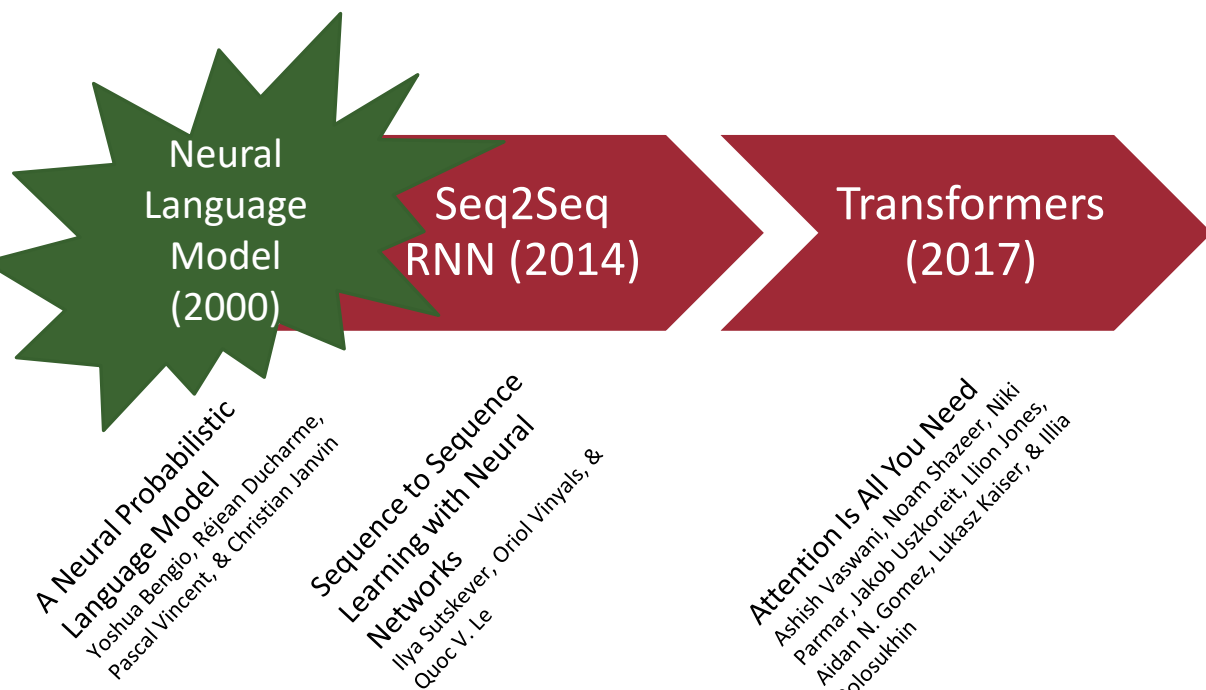 Neural
Language
Model
(2000)
Seq2Seq
RNN (2014)
Transformers
(2017)
A Neural Probabilistic
Language Model
Yoshua Bengio, Réjean Ducharme,
Pascal Vincent, & Christian Janvin
Sequence to Sequence
Learning with Neural
Networks
Ilya Sutskever, Oriol Vinyals, &
Quoc V. Le
Attention Is All You Need
Ashish Vaswani, Noam Shazeer, Niki
Parmar, Jakob Uszkoreit, Llion Jones,
Aidan N. Gomez, Lukasz Kaiser, & Illia
olosukhin